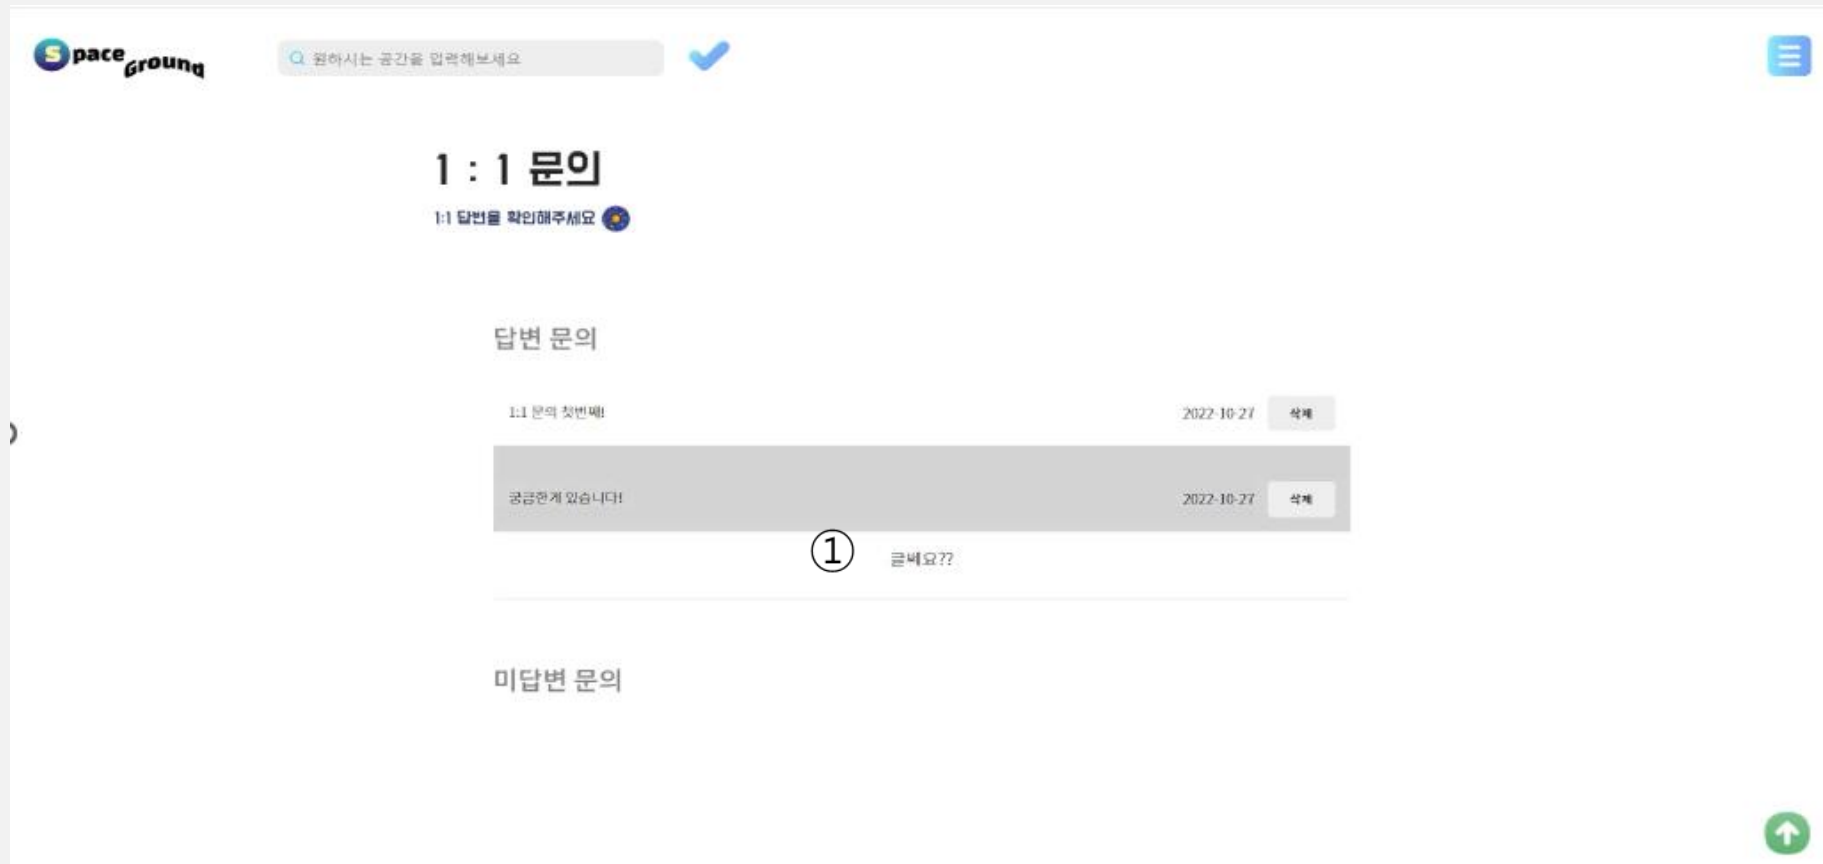 Space Ground
원하시는 공간을 입력해보세요
1 : 1 문의
1:1 답변을 확인해주세요
답변 문의
1:1 문의 첫번째! 2022-10-27 삭제
궁금한게 있습니다! 2022-10-27 삭제
① 글쎄요??
미답변 문의